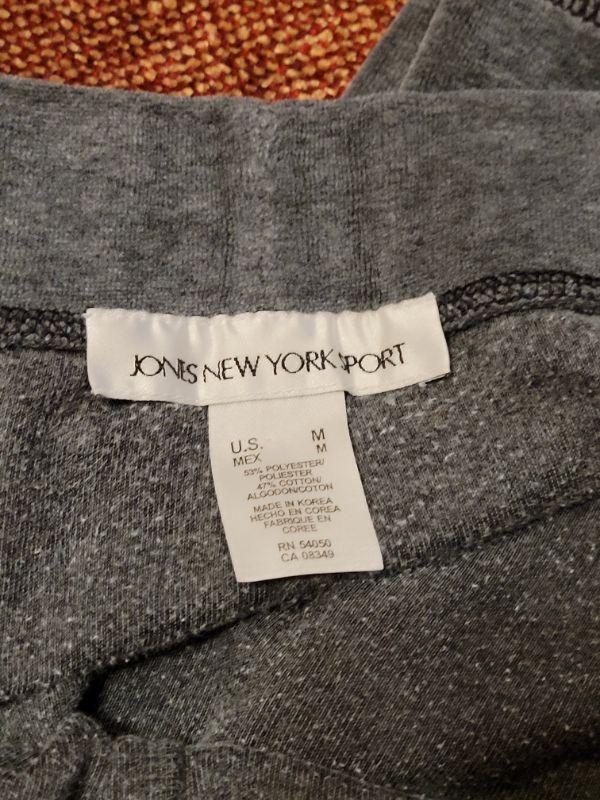 JONES NEW YORK SPORT
U.S. M
MEX M
53% POLYESTER/
POLIESTER
47% COTTON/
ALGODON/COTON
MADE IN KOREA
HECHO EN COREA
FABRIQUE EN
COREE
RN 54050
CA 08349